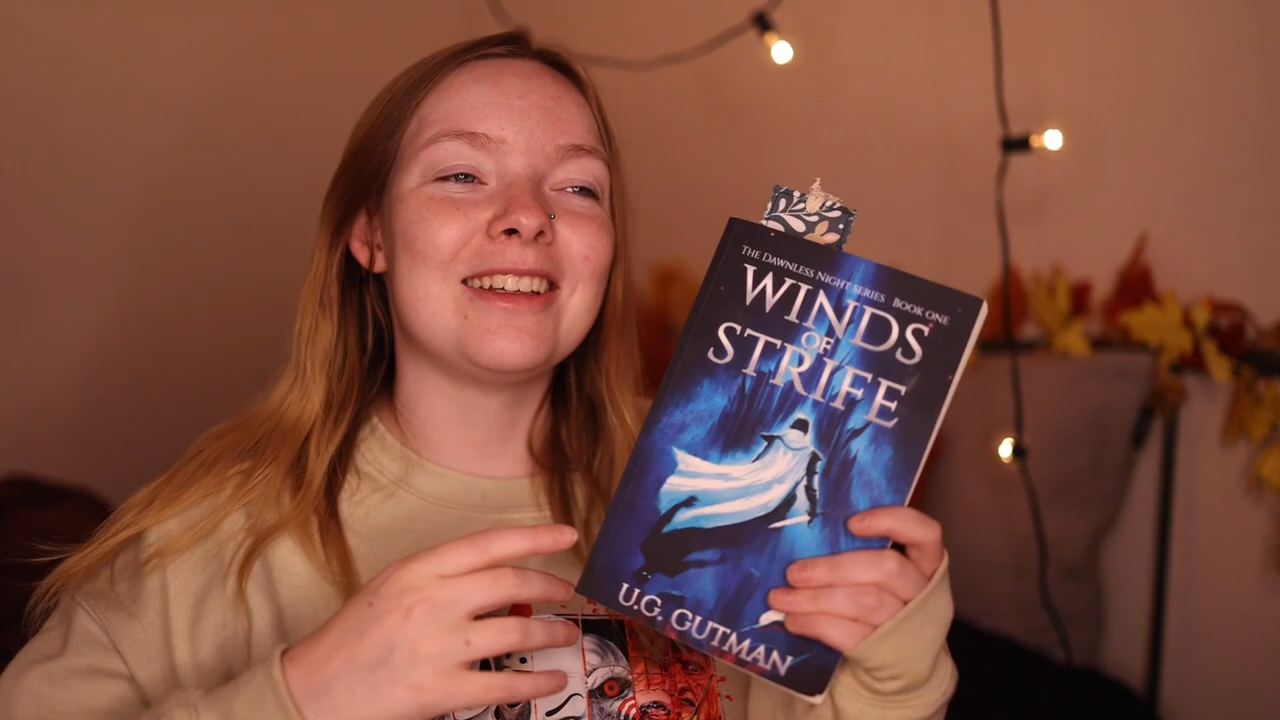 THE DAWNLESS NIGHT SERIES BOOK ONE
WINDS
OF
STRIFE
U.G. GUTMAN